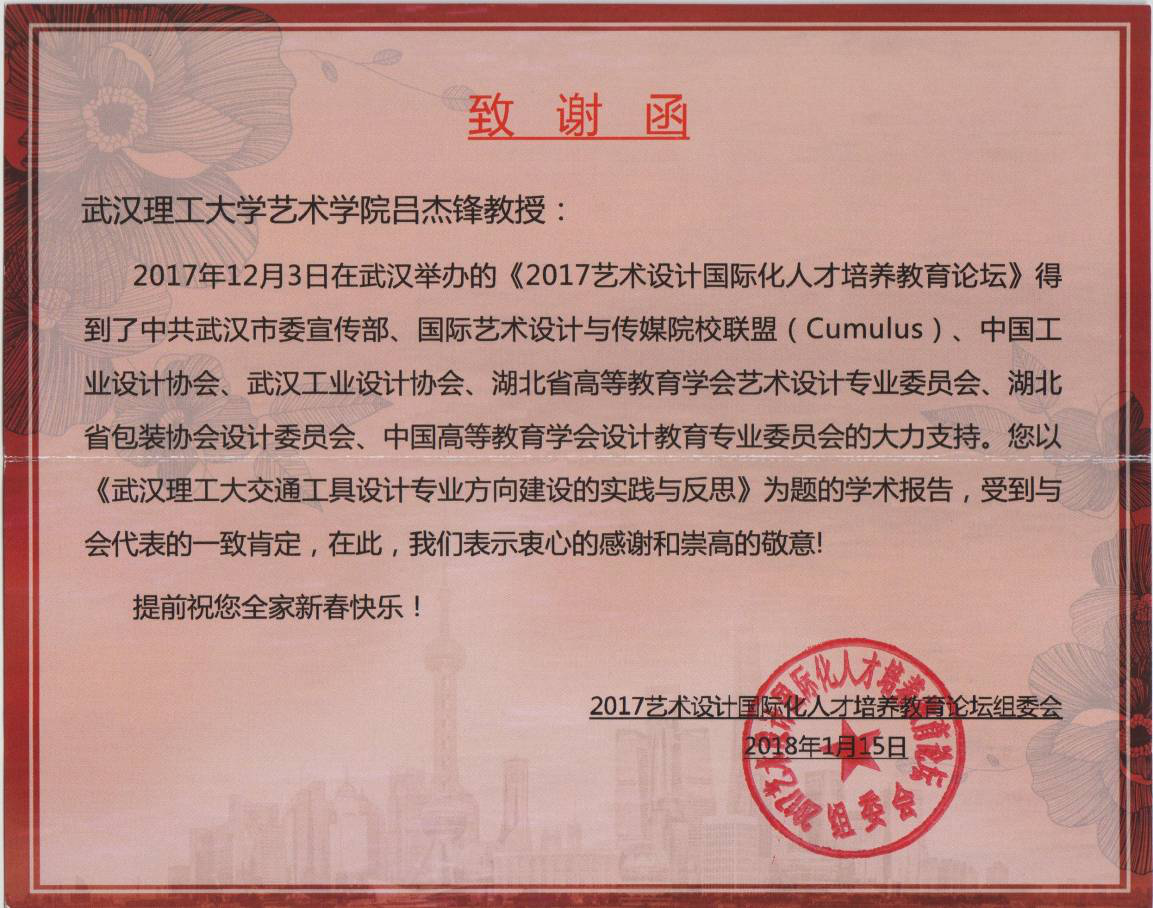 致谢函
武汉理工大学艺术学院吕杰锋教授：
2017年12月3日在武汉举办的《2017艺术设计国际化人才培养教育论坛》得
到了中共武汉市委宣传部、国际艺术设计与传媒院校联盟（Cumulus）、中国工
业设计协会、武汉工业设计协会、湖北省高等教育学会艺术设计专业委员会、湖北
省包装协会设计委员会、中国高等教育学会设计教育专业委员会的大力支持。您以
《武汉理工大交通工具设计专业方向建设的实践与反思》为题的学术报告，受到与
会代表的一致肯定，在此，我们表示衷心的感谢和崇高的敬意!
提前祝您全家新春快乐！
2017艺术设计国际化人才培养教育论坛组委会
2018年1月15日
2017艺术设计国际化人才培养教育论坛
组委会